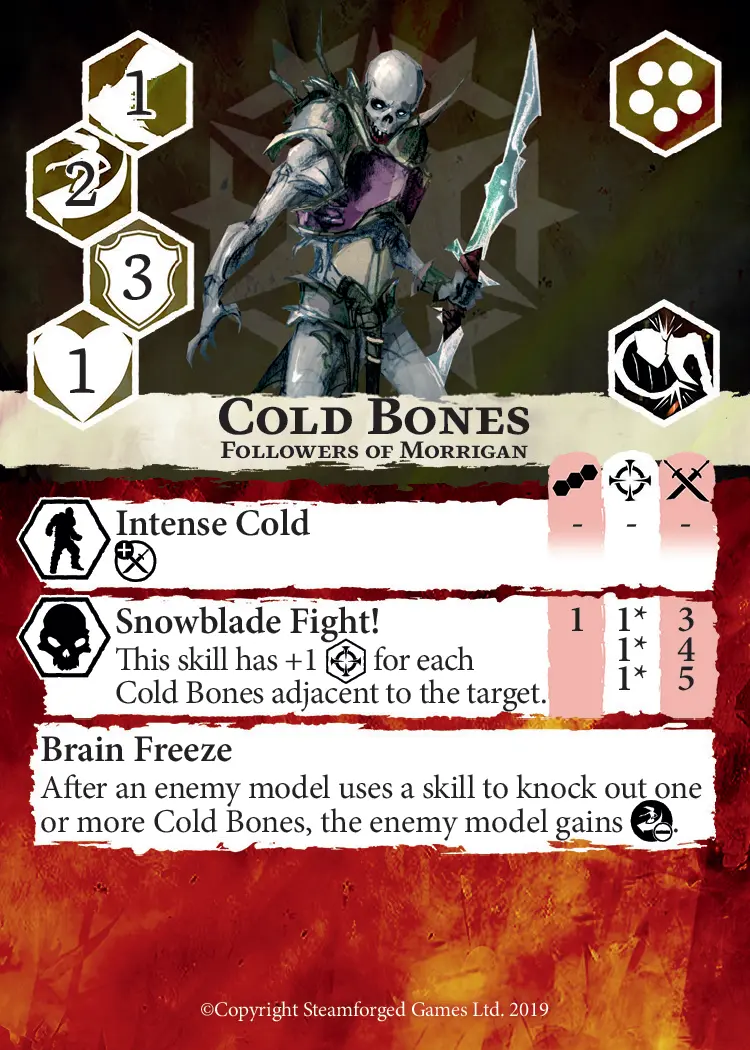 1
2
3
1
Cold Bones
Followers of Morrigan
Intense Cold
- - -
Snowblade Fight! 1 1* 3
This skill has +1 for each 1* 4
Cold Bones adjacent to the target. 1* 5
Brain Freeze
After an enemy model uses a skill to knock out one
or more Cold Bones, the enemy model gains .
©Copyright Steamforged Games Ltd. 2019